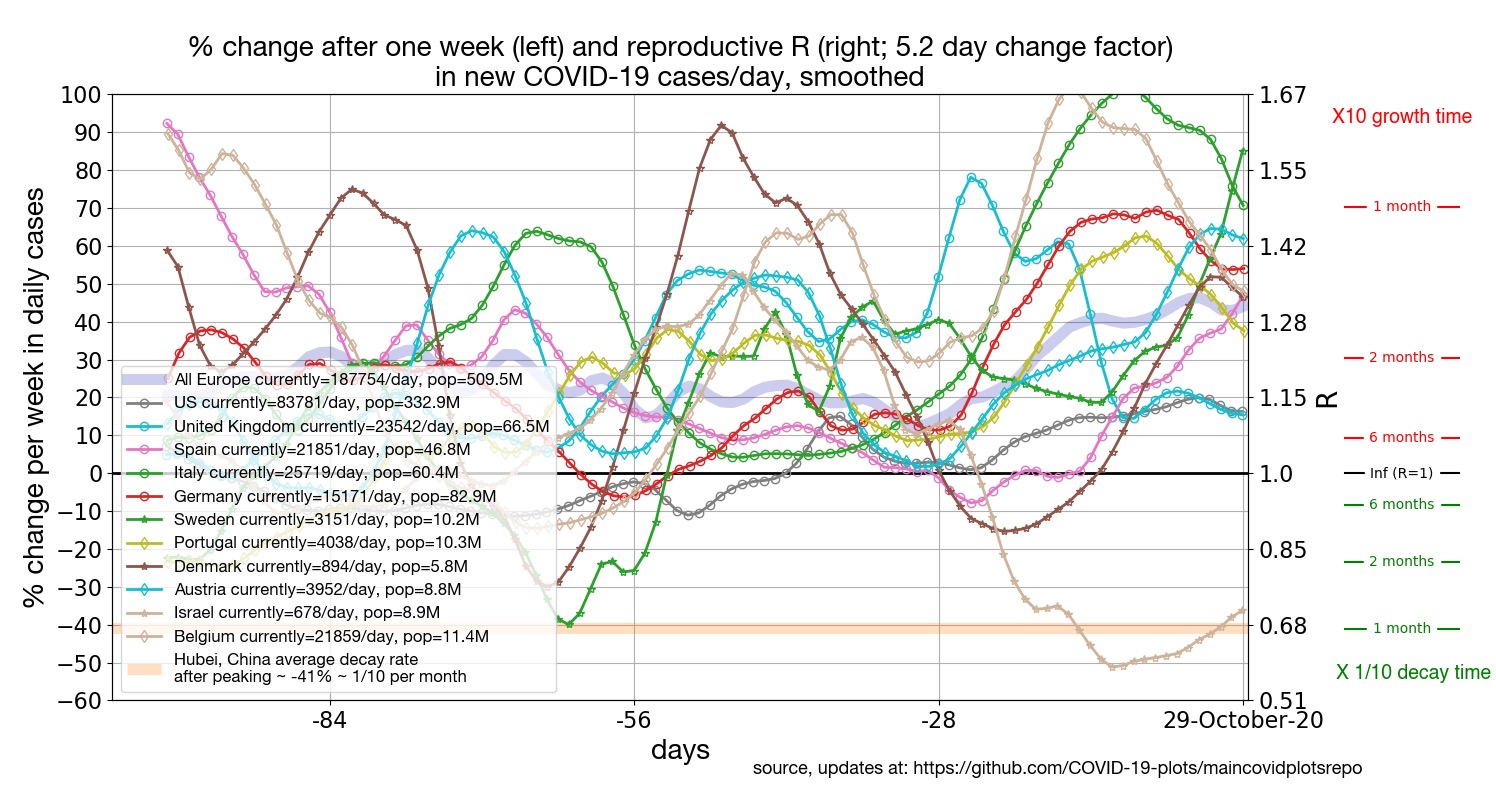 % change after one week (left) and reproductive R (right; 5.2 day change factor)
in new COVID-19 cases/day, smoothed
% change per week in daily cases
100
90
80
70
60
50
40
30
20
10
0
−10
−20
−30
−40
−50
−60
All Europe currently=187754/day, pop=509.5M
US currently=83781/day, pop=332.9M
United Kingdom currently=23542/day, pop=66.5M
Spain currently=21851/day, pop=46.8M
Italy currently=25719/day, pop=60.4M
Germany currently=15171/day, pop=82.9M
Sweden currently=3151/day, pop=10.2M
Portugal currently=4038/day, pop=10.3M
Denmark currently=894/day, pop=5.8M
Austria currently=3952/day, pop=8.8M
Israel currently=678/day, pop=8.9M
Belgium currently=21859/day, pop=11.4M
Hubei, China average decay rate
after peaking ~ -41% ~ 1/10 per month
-84
-56
-28
29-October-20
days
1.67
1.55
1.42
1.28
1.15
1.0
0.85
0.68
0.51
R
X10 growth time
1 month
2 months
6 months
Inf (R=1)
6 months
2 months
1 month
X 1/10 decay time
source, updates at: https://github.com/COVID-19-plots/maincovidplotsrepo